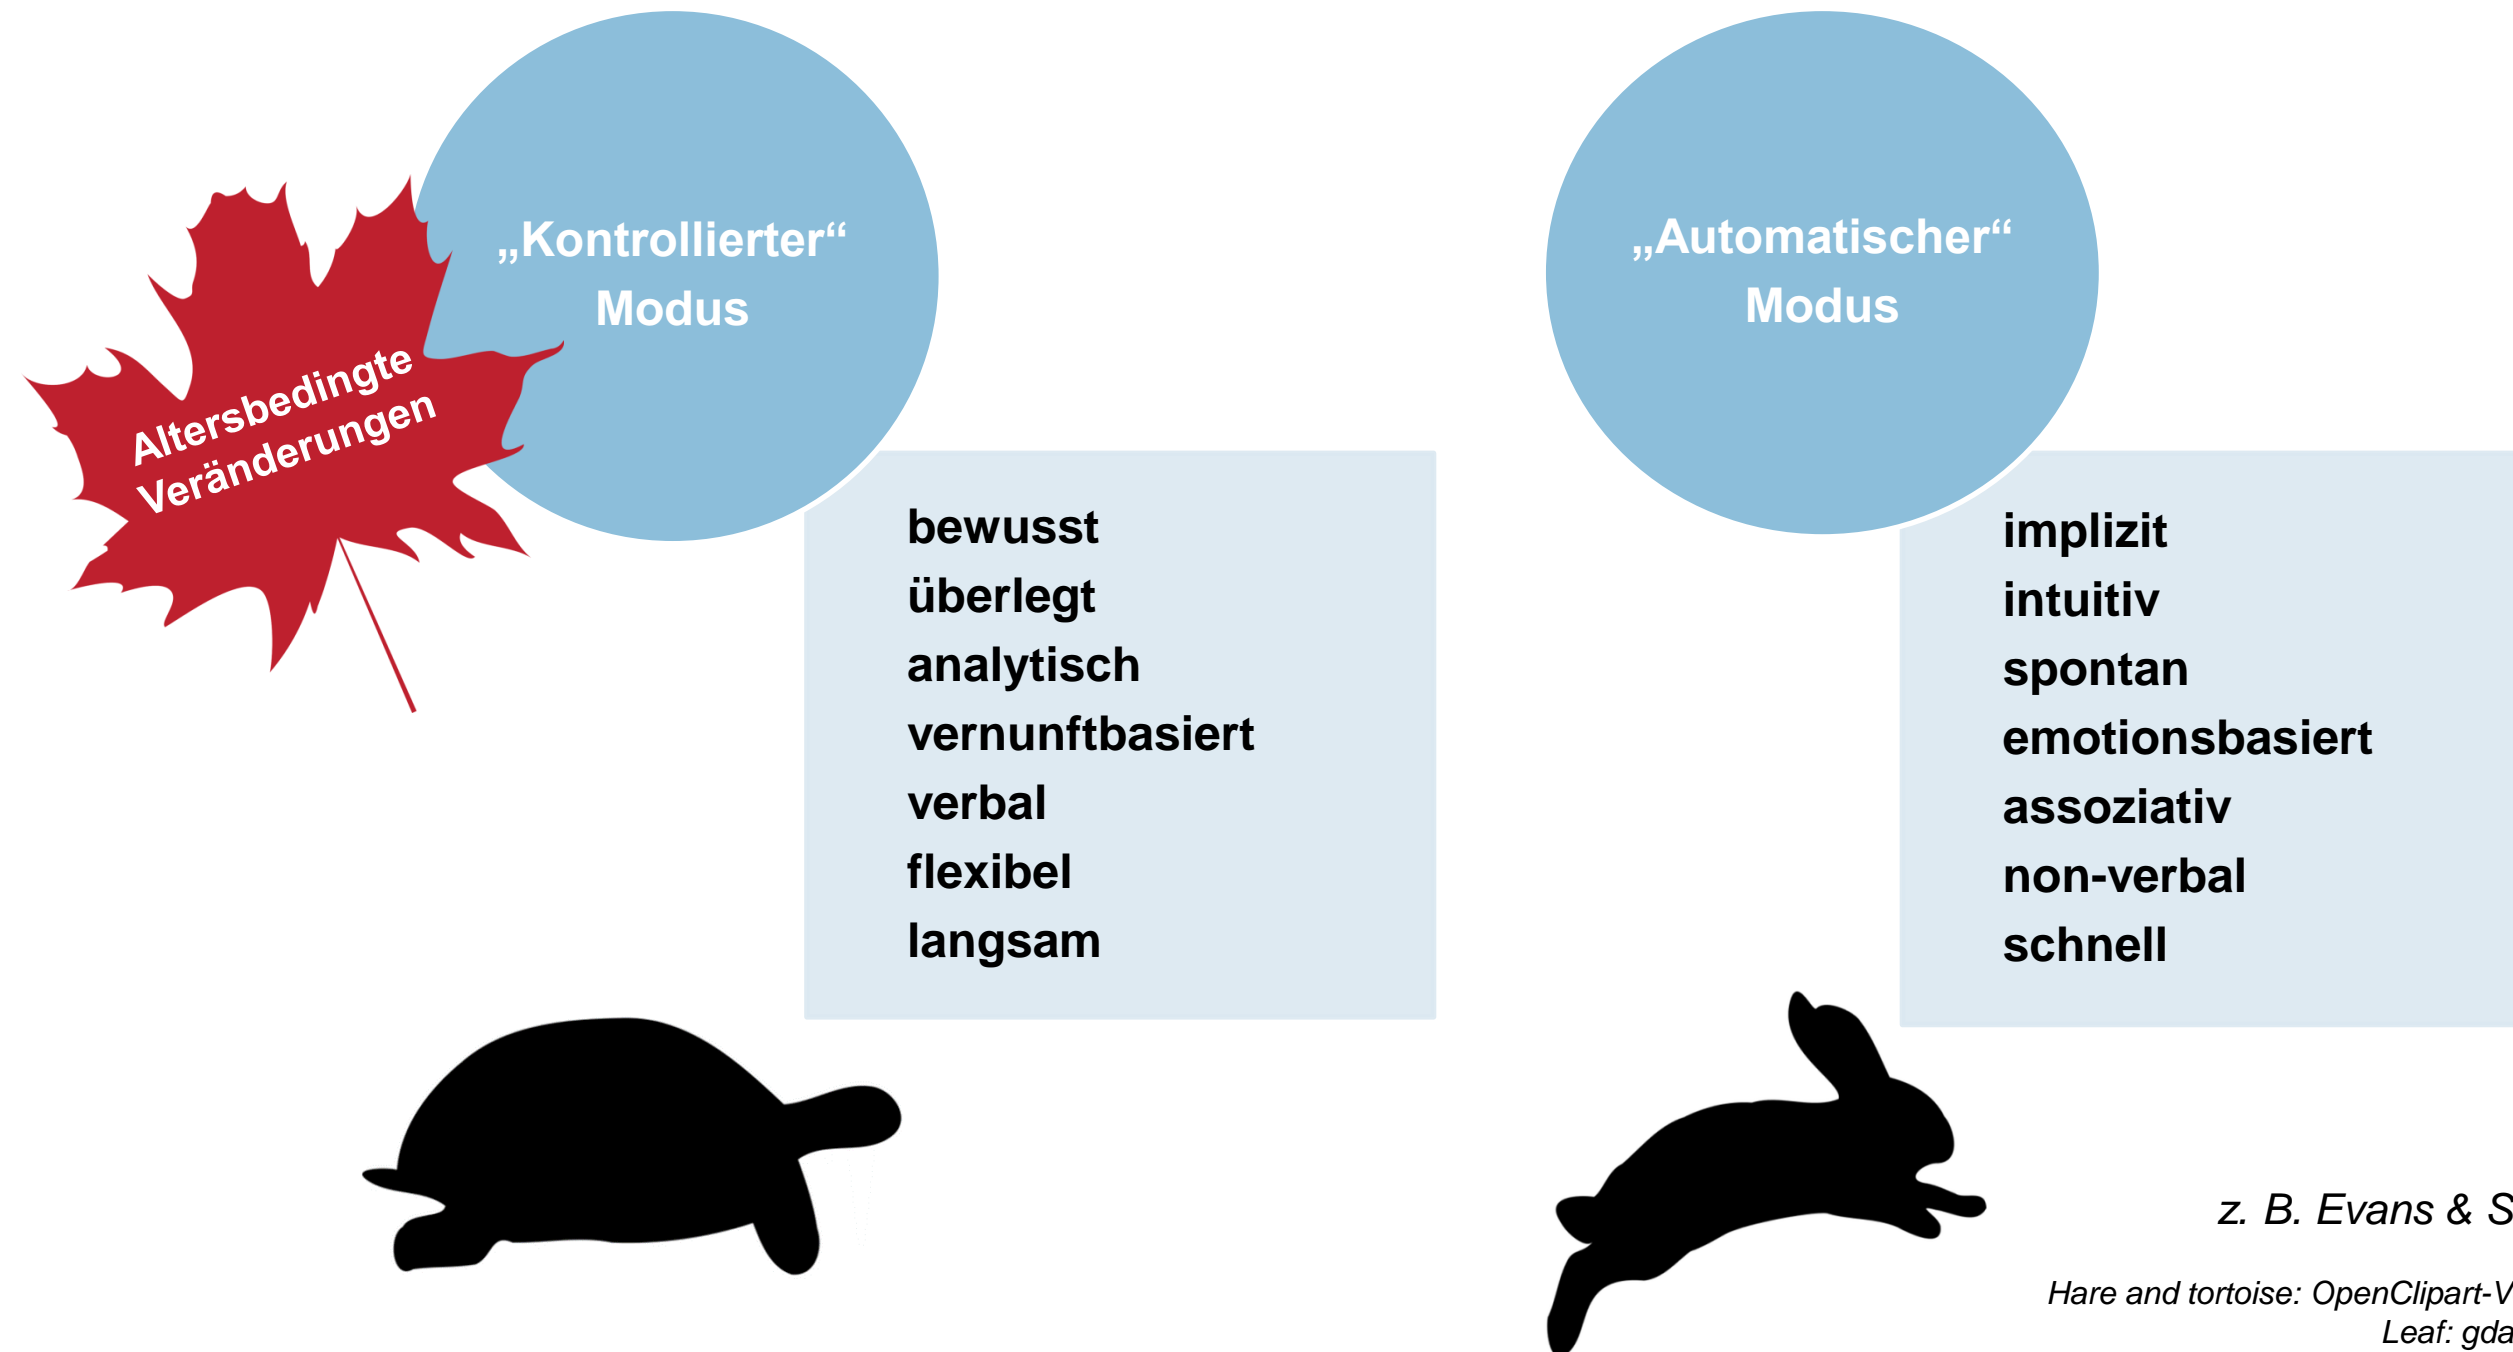 „Kontrollierter“
Modus
Altersbedingte
Veränderungen
bewusst
überlegt
analytisch
vernunftbasiert
verbal
flexibel
langsam
„Automatischer“
Modus
implizit
intuitiv
spontan
emotionsbasiert
assoziativ
non-verbal
schnell
z. B. Evans &
Hare and tortoise:
Leaf: